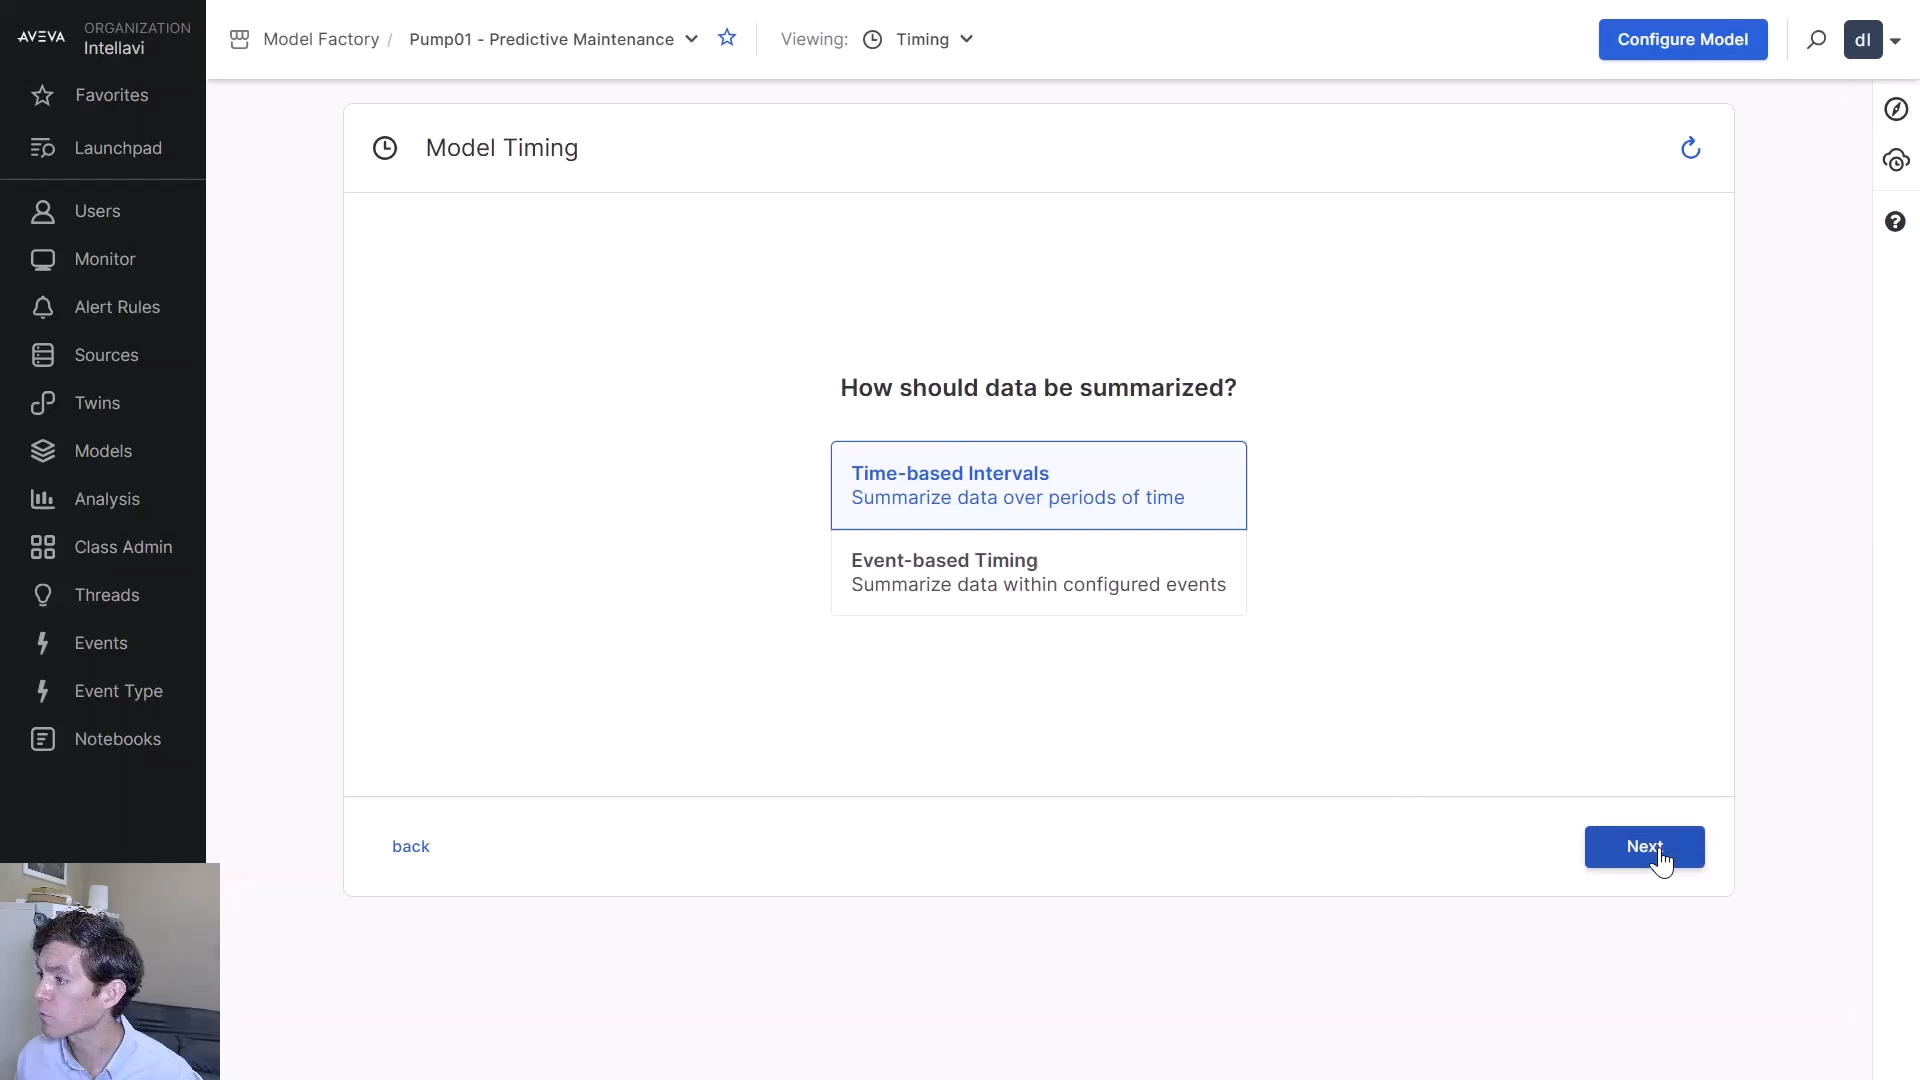 AVEVA
ORGANIZATION
Intellavi
Model Factory / Pump01 - Predictive Maintenance
Viewing: Timing
Configure Model
dl
Favorites
Launchpad
Users
Monitor
Alert Rules
Sources
Twins
Models
Analysis
Class Admin
Threads
Events
Event Type
Notebooks
Model Timing
How should data be summarized?
Time-based Intervals
Summarize data over periods of time
Event-based Timing
Summarize data within configured events
back
Next